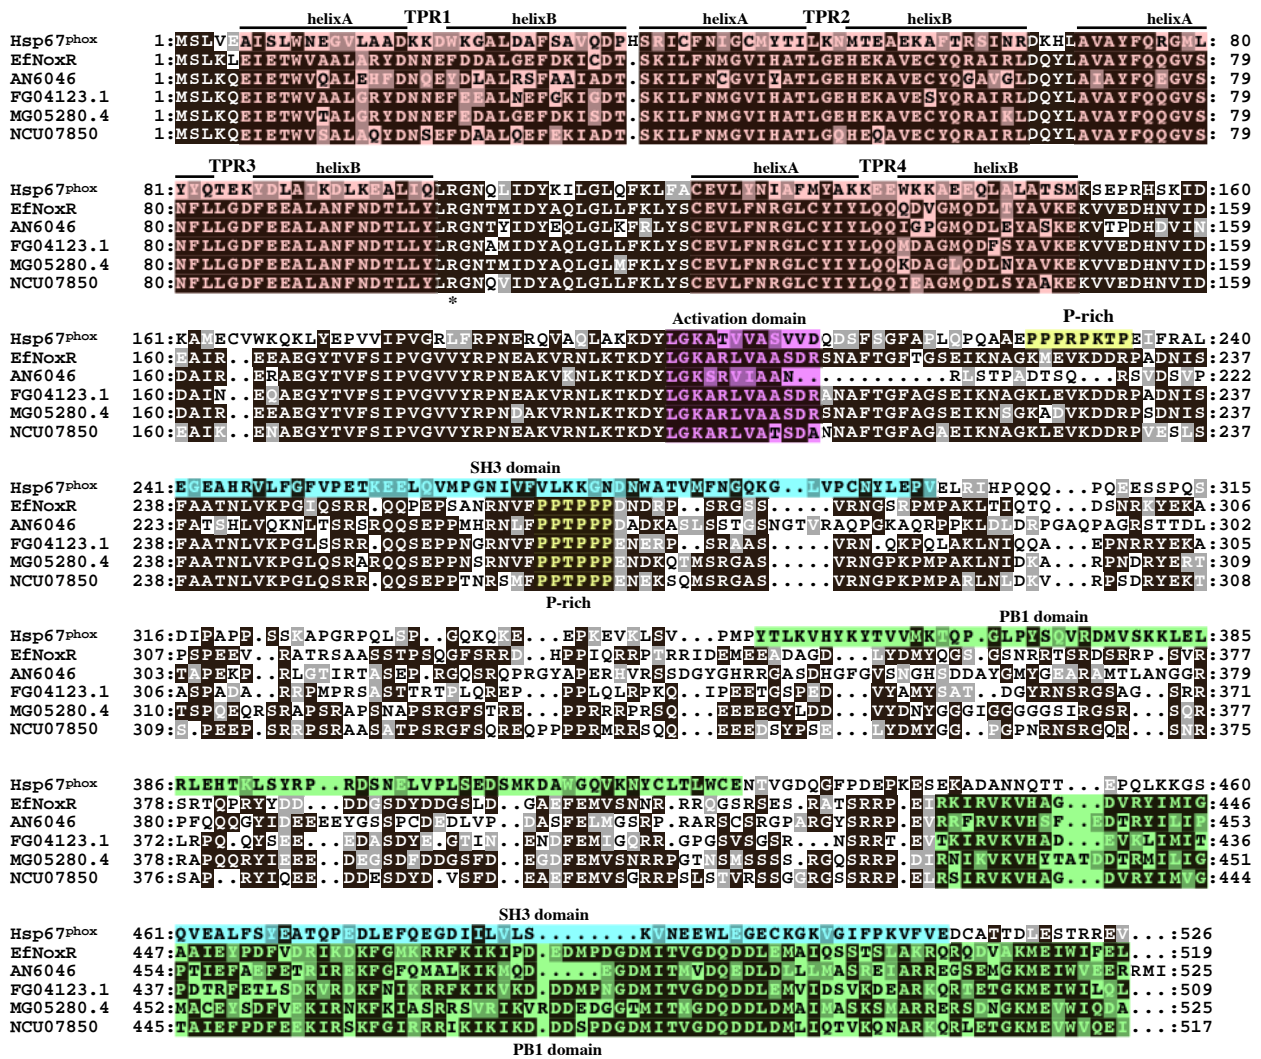 helixA TPR1 helixB helixA TPR2 helixB helixA
Hsp67phox 1:MSLVEAISLWNEGVLAADKKDWKGALDAFSAVQDPHSRICFNIGCMYTILKNMTEAEKAFTRSINRDKHLAVAYFQRGML: 80
EfNoxR 1:MSLKLEIETWVAALARYDNNEFDDALGEFDKICDT.SKILFNMGVIHATLGEHEKAVECYQRAIRLDQYLAVAYFQQGVS: 79
AN6046 1:MSLKQEIETWVQALEHFDNQEYDLALRSFAAIADT.SKILFNCGVIYATLGEHEKAVECYQGAVGLDQYLAIAYFQEGVS: 79
FG04123.1 1:MSLKQEIETWVAALGRYDNNEFEEALNEFGKIGDT.SKILFNMGVIHATLGEHEKAVESYQRAIRLDQYLAVAYFQQGVS: 79
MG05280.4 1:MSLKQEIETWVTALGRYDNNEFEDALGEFDKISDT.SKILFNMGVIHATLGEHEKAVECYQRAIKLDQYLAVAYFQQGVS: 79
NCU07850 1:MSLKQEIETWVSALAQYDNSEFDAALQEFEKIADT.SKILFNMGVIHATLGQHEQAVECYQRAIRLDQYLAVAYFQQGVS: 79
TPR3 helixB helixA TPR4 helixB
Hsp67phox 81:YYQTEKYDLAIKDLKEALIQLRGNQLIDYKILGLQFKLFACEVLYNIAFMYAKKEEWKKAEEQLALATSMKSEPRHSKID:160
EfNoxR 80:NFLLGDFEEALANFNDTLLYLRGNTMIDYAQLGLLFKLYSCEVLFNRGLCYIYLQQQDVGMQDLTYAVKEKVVEDHNVID:159
AN6046 80:NFLLGDFEEALANFNDTLLYLRGNTYIDYEQLGLKFRLYSCEVLFNRGLCYIYLQQIGPGMQDLEYASKEKVTPDHDVIN:159
FG04123.1 80:NFLLGDFEEALANFNDTLLYLRGNAMIDYAQLGLLFKLYSCEVLFNRGLCYIYLQQMDAGMQDFSYAVKEKVVEDHNVID:159
MG05280.4 80:NFLLGDFEEALANFNDTLLYLRGNTMIDYAQLGLMFKLYSCEVLFNRGLCYIYLQQKDAGLQDLNYAVKEKVVEDHNVID:159
NCU07850 80:NFLLGDFEEALANFNDTLLYLRGNQVIDYAQLGLLFKLYSCEVLFNRGLCYIYLQQIEAGMQDLSYAAKEKVVEDHNVID:159
*
Activation domain P-rich
Hsp67phox 161:KAMECVWKQKLYEPVVIPVGRLFRPNERQVAQLAKKDYLGKATVVASVVDQDSFSGFAPLQPQAAEPPPRPKTPEIFRAL:240
EfNoxR 160:EAIR..EEAEGYTVFSIPVGVVYRPNEAKVRNLKTKDYLGKARLVAASDRSNAFTGFTGSEIKNAGKMEVKDDRPADNIS:237
AN6046 160:DAIR..ERAEGYTVFSIPVGVVYRPNEAKVKNLKTKDYLGKSRVIAAN............RLSTPADTSQ...RSVDSVP:222
FG04123.1 160:DAIN..EQAEGYTVFSIPVGVVYRPNEAKVRNLKTKDYLGKARLVAASDRANAFTGFAGSEIKNAGKLEVKDDRPADNIS:237
MG05280.4 160:DAIR..EEAEGYTVFSIPVGVVYRPNDAKVRNLKTKDYLGKARLVAASDRSNAFTGFAGSEIKNSGKADVKDDRPSDNIS:237
NCU07850 160:EAIK..ENAEGYTVFSIPVGVVYRPNEAKVRNLKTKDYLGKARLVATSDANNAFTGFAGAEIKNAGKLEVKDDRPVESLS:237
SH3 domain
Hsp67phox 241:EGEAHRVLFGFVPETKEELQVMPGNIVFVLKKGNDNWATVMFNGQKG..LVPCNYLEPVELRIHPQQQ...PQEESSPQS:315
EfNoxR 238:FAATNLVKPGIQSRR.QQPEPSANRNVFPPTPPPDNDRP..SRGSS.....VRNGSRPMPAKLTIQTQ...DSNRKYEKA:306
AN6046 223:FATSHLVQKNLTSRSRQQSEPPMHRNLFPPTPPPDADKASLSSTGSNGTVRAQPGKAQRPPKLDLDRPGAQPAGRSTTDL:302
FG04123.1 238:FAATNLVKPGLSSRR.QQSEPPNGRNVFPPTPPPENERP..SRAAS.....VRN.QKPQLAKLNIQQA...EPNRRYEKA:305
MG05280.4 238:FAATNLVKPGLQSRARQQSEPPNSRNVFPPTPPPENDKQTMSRGAS.....VRNGPKPMPAKLNIDKA...RPNDRYERT:309
NCU07850 238:FAATNLVKPGLQSRR.QQSEPPTNRSMFPPTPPPENEKSQMSRGAS.....VRNGPKPMPARLNLDKV...RPSDRYEKT:308
P-rich
PB1 domain
Hsp67phox 316:DIPAPP.SSKAPGRPQLSP..GQKQKE...EPKEVKLSV...PMPYTLKVHYKYTVVMKTQP.GLPYSQVRDMVSKKLEL:385
EfNoxR 307:PSPEEV..RATRSAASSTPSQGFSRRD..HPPIQRRPTRRIDEMEEADAGD...LYDMYQGS.GSNRRTSRDSRRP.SVR:377
AN6046 303:TAPEKP..RLGTIRTASEP.RGQSRQPRGYAPERHVRSSDGYGHRRGASDHGFGVSNGHSDDAYGMYGEARAMTLANGGR:379
FG04123.1 306:ASPADA..RRPMPRSASTTRTPLQREP...PPLQLRPKQ...IPEETGSPED...VYAMYSAT..DGYRNSRGSAG..SRR:371
MG05280.4 310:TSPQEQRSRAPSRAPSNAPSRGFSTRE...PPRRRPRSQ...EEEEGYLDD...VYDNYGGGIGGGGGSIRGSR...SQR:377
NCU07850 309:S.PEEP.SRRPSRAASATPSRGFSQREQPPPPRMRRSQQ...EEEDSYPSE...LYDMYGG..PGPNRNSRGQR...SNR:375
Hsp67phox 386:RLEHTKLSYRP..RDSNELVPLSEDSMKDAWGQVKNYCLTLWCENTVGDQGFPDEPKESEKADANNQTT...EPQLKKGS:460
EfNoxR 378:SRTQPRYYDD...DDGSDYDDGSLD..GAEFEMVSNNR.RRQGSRSES.RATSRRP.EIRKIRVKVHAG...DVRYIMIG:446
AN6046 380:PFQQQGYIDEEEEYGSSPCDEDLVP..DASFELMGSRP.RARSCSRGPARGYSRRP.EVRRFRVKVHSF..EDTRYILIP:453
FG04123.1 372:LRPQ.QYSEE...EDASDYE.GTIN..ENDFEMIGQRR.GPGSVSGSR...NSRRT.EVTKIRVKVHAD...EVKLIMIT:436
MG05280.4 378:RAPQQRYIEEE..DEGSDFDDGSFD..EGDFEMVSNRRPGTNSMSSSS.RGQSRRP.DIRNIKVKVHYTATDDTRMILIG:451
NCU07850 376:SAP..RYIQEE..DDESDYD.VSFD..EAEFEMVSGRRPSLSTVRSSGGRGSSRRP.ELRSIRVKVHAG...DVRYIMVG:444
SH3 domain
Hsp67phox 461:QVEALFSYEATQPEDLEFQEGDIILVLS........KVNEEWLEGECKGKVGIFPKVFVEDCATTDLESTRREV...:526
EfNoxR 447:AAIEYPDFVDRIKDKFGMKRRFKIKIPD.EDMPDGDMITVGDQDDLEMAIQSSTSLAKRQRQDVAKMEIWIFEL...:519
AN6046 454:PTIEFAEFETRIREKFGFQMALKIKMQD.....EGDMITMVDQEDLDLLLMASREIARREGSEMGKMEIWVEERRMI:525
FG04123.1 437:PDTRFETLSDKVRDKFNIKRRFKIKVKD.DDMPNGDMITVGDQDDLEMVIDSVKDEARKQRTETGKMEIWILQL...:509
MG05280.4 452:MACEYSDFVEKIRNKFKIASRRSVRIKVRDDEDGGTMITMGDQDDLDMAIMASKSMARRERSDNGKMEIWIQDA...:525
NCU07850 445:TAIEFPDFEEKIRSKFGIRRRIKIKIKD.DDSPDGDMITVGDQDDLDMLIQTVKQNARKQRLETGKMEVWVQEI...:517
PB1 domain